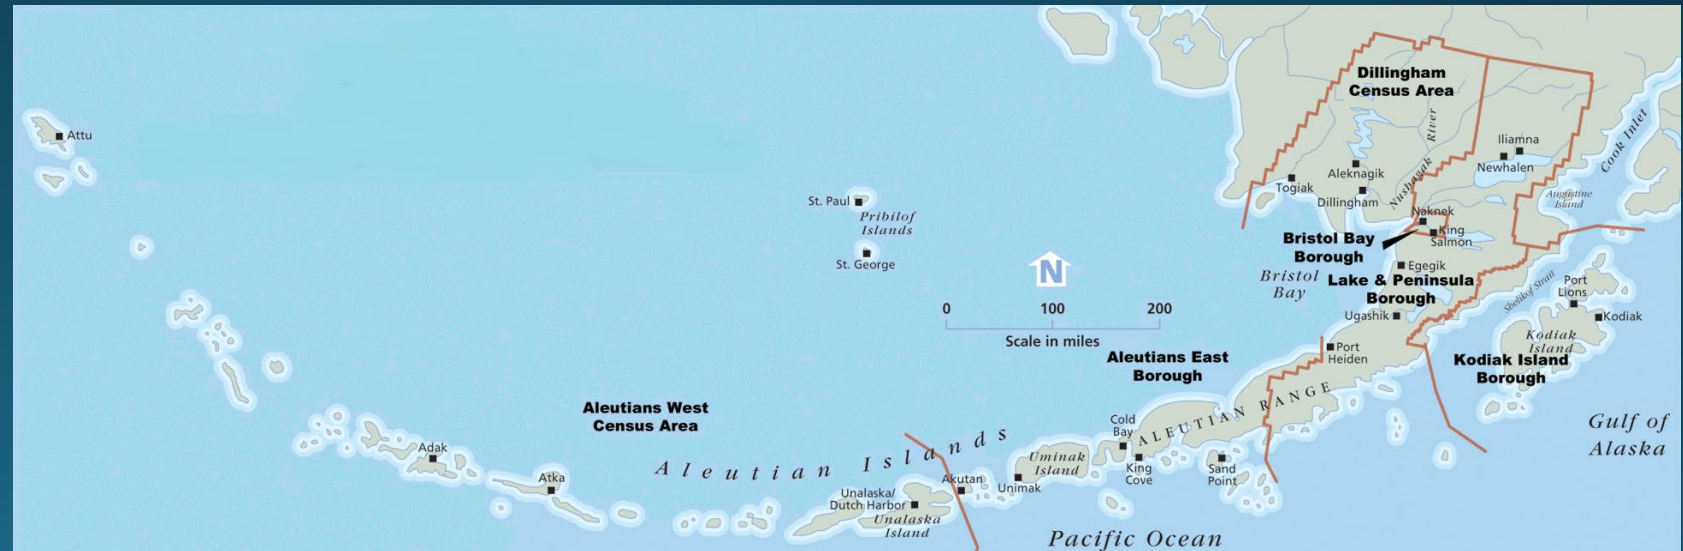 Dillingham
Census Area
Attu
Iliamna
Newhalen
River
Nushagak
Cook Inlet
Aleknagik
Togiak
Dillingham
Augustine
Island
St. Paul
Pribilof
Islands
St. George
Naknek
King
Salmon
Bristol Bay
Borough
Bristol
Bay
Egegik
Lake & Peninsula
Borough
Ugashik
Shelikof Strait
Port
Lions
Kodiak
Kodiak
Island
Kodiak Island
Borough
N
0 100 200
Scale in miles
Port
Heiden
Aleutians East
Borough
ALEUTIAN RANGE
Aleutians West
Census Area
Gulf of
Alaska
Cold
Bay
Aleutian Islands
Adak
Atka
Uminak
Island
King
Cove
Sand
Point
Akutan
Unimak
Unalaska/
Dutch Harbor
Unalaska
Island
Pacific Ocean